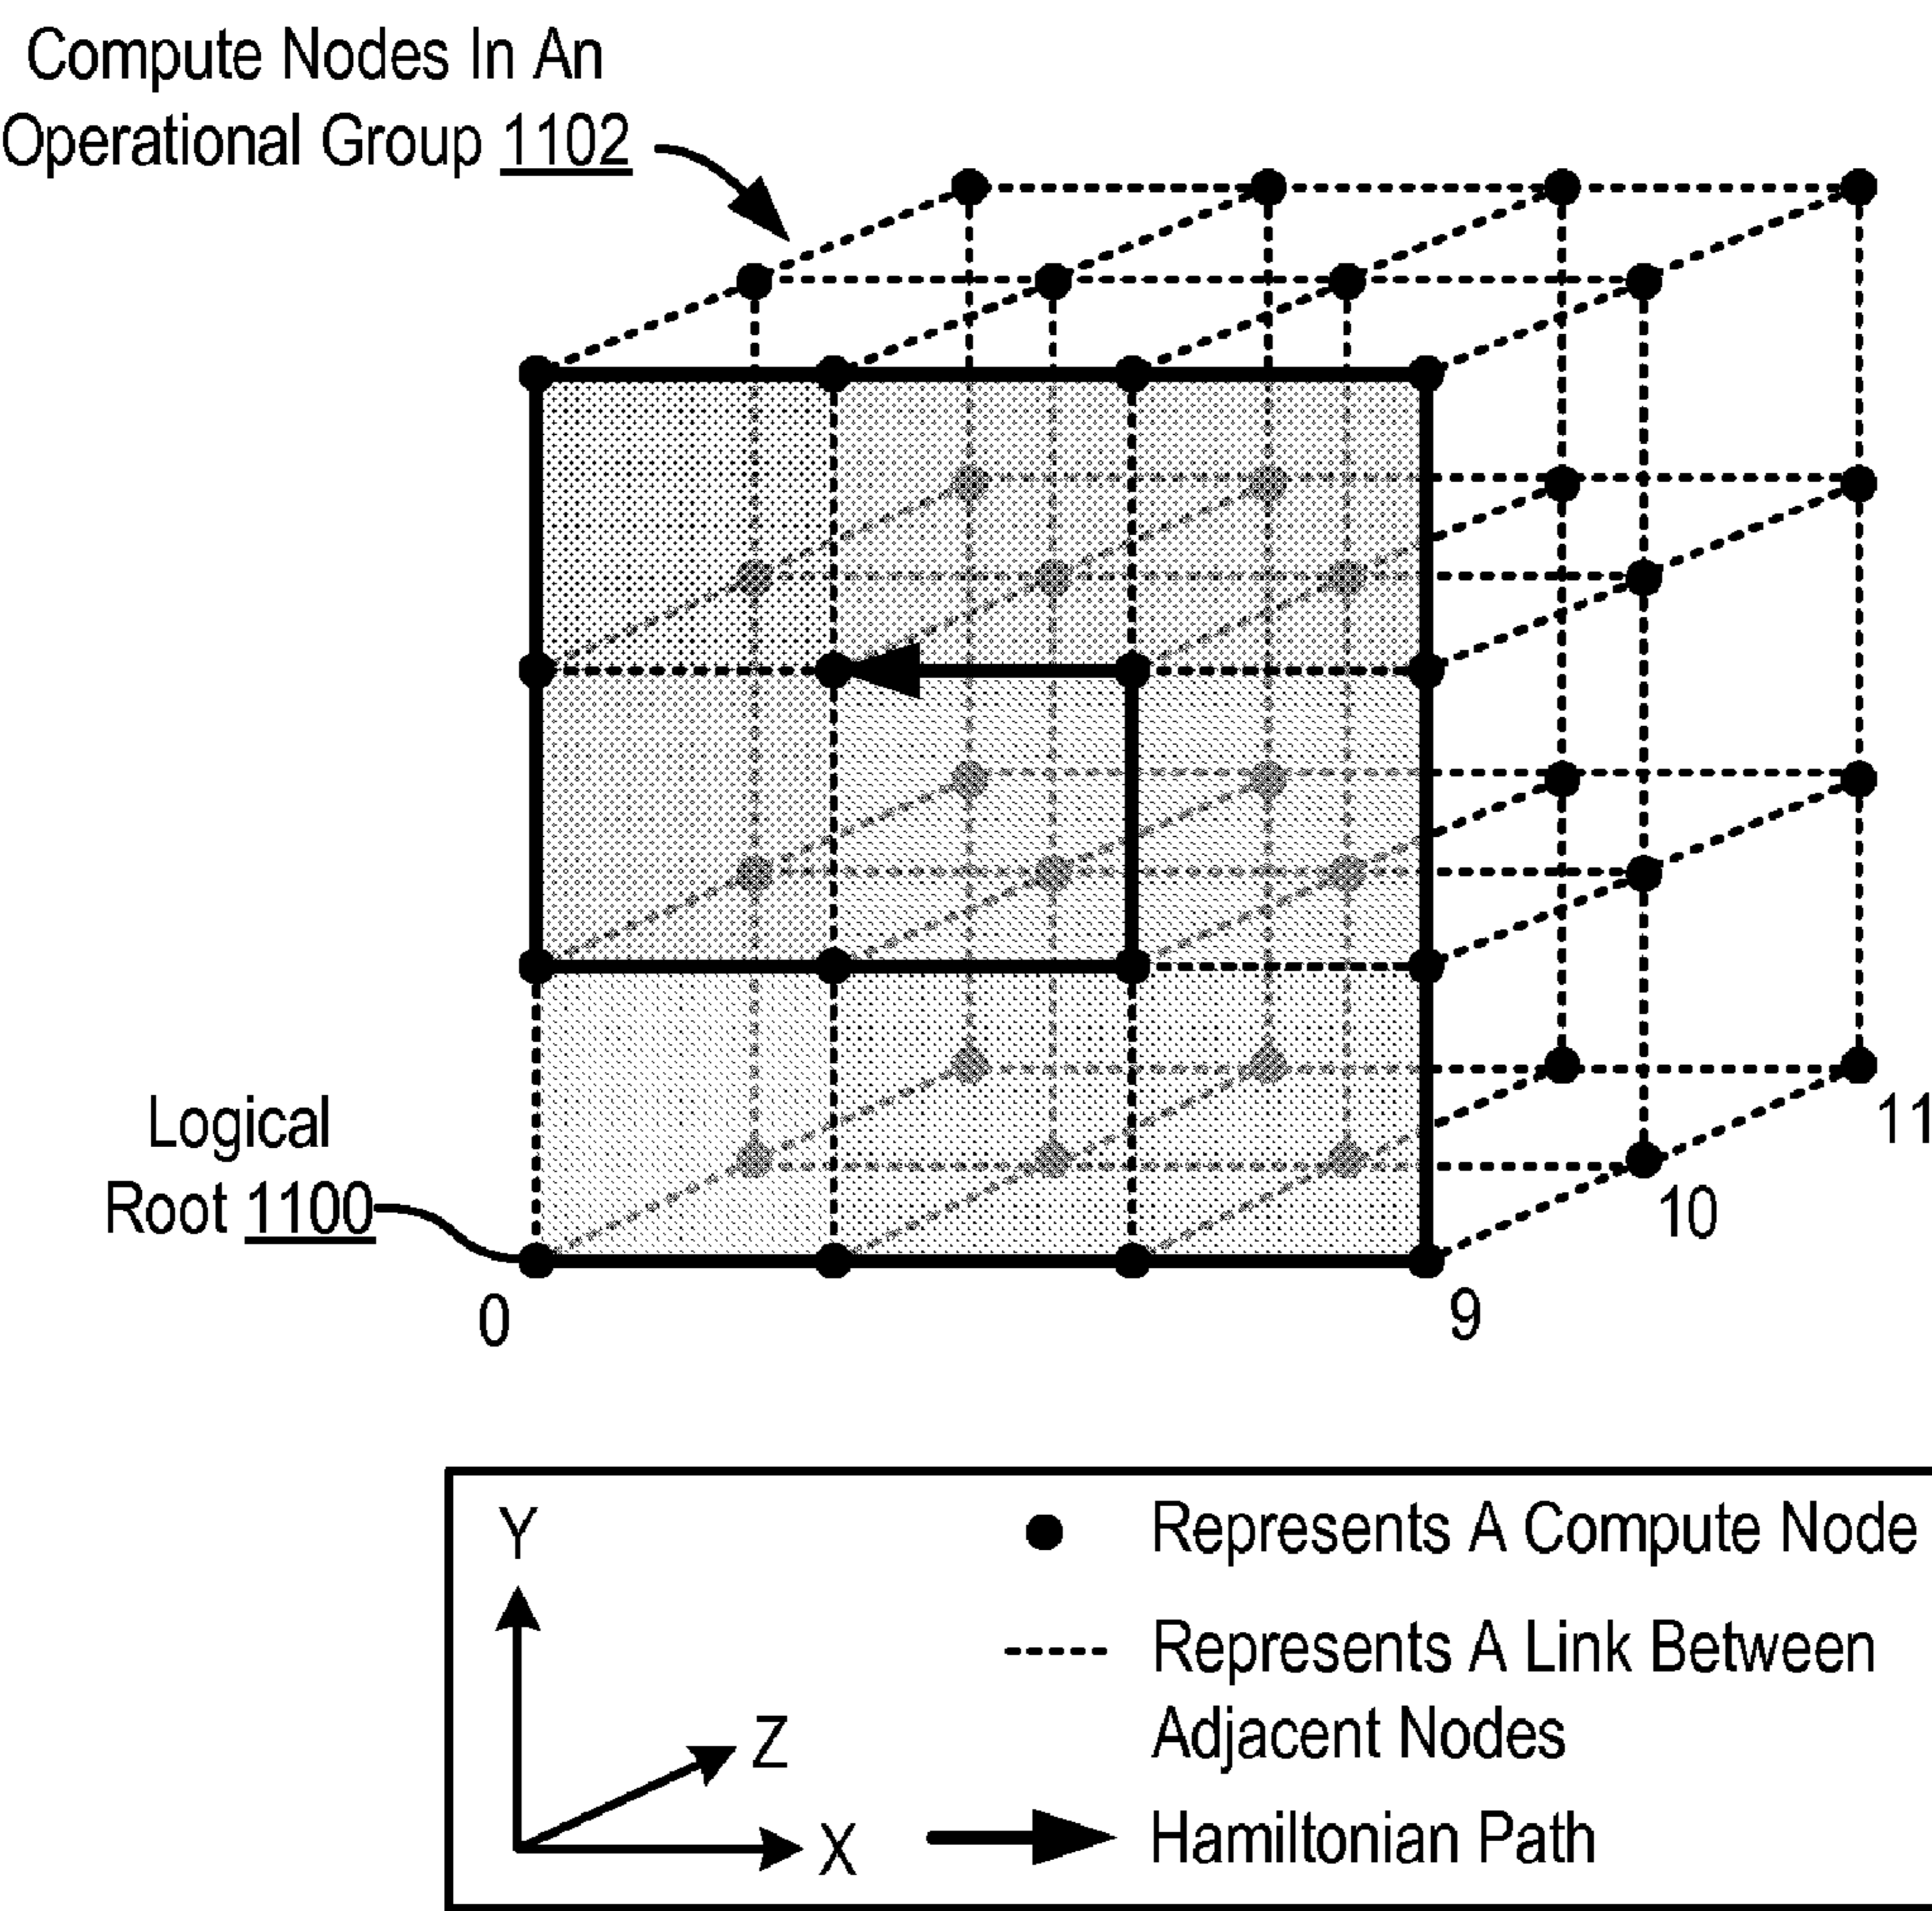 Compute Nodes In An
Operational Group 1102
Logical
Root 1100
11
10
0
9
Y
Z
X
Represents A Compute Node
Represents A Link Between
Adjacent Nodes
Hamiltonian Path